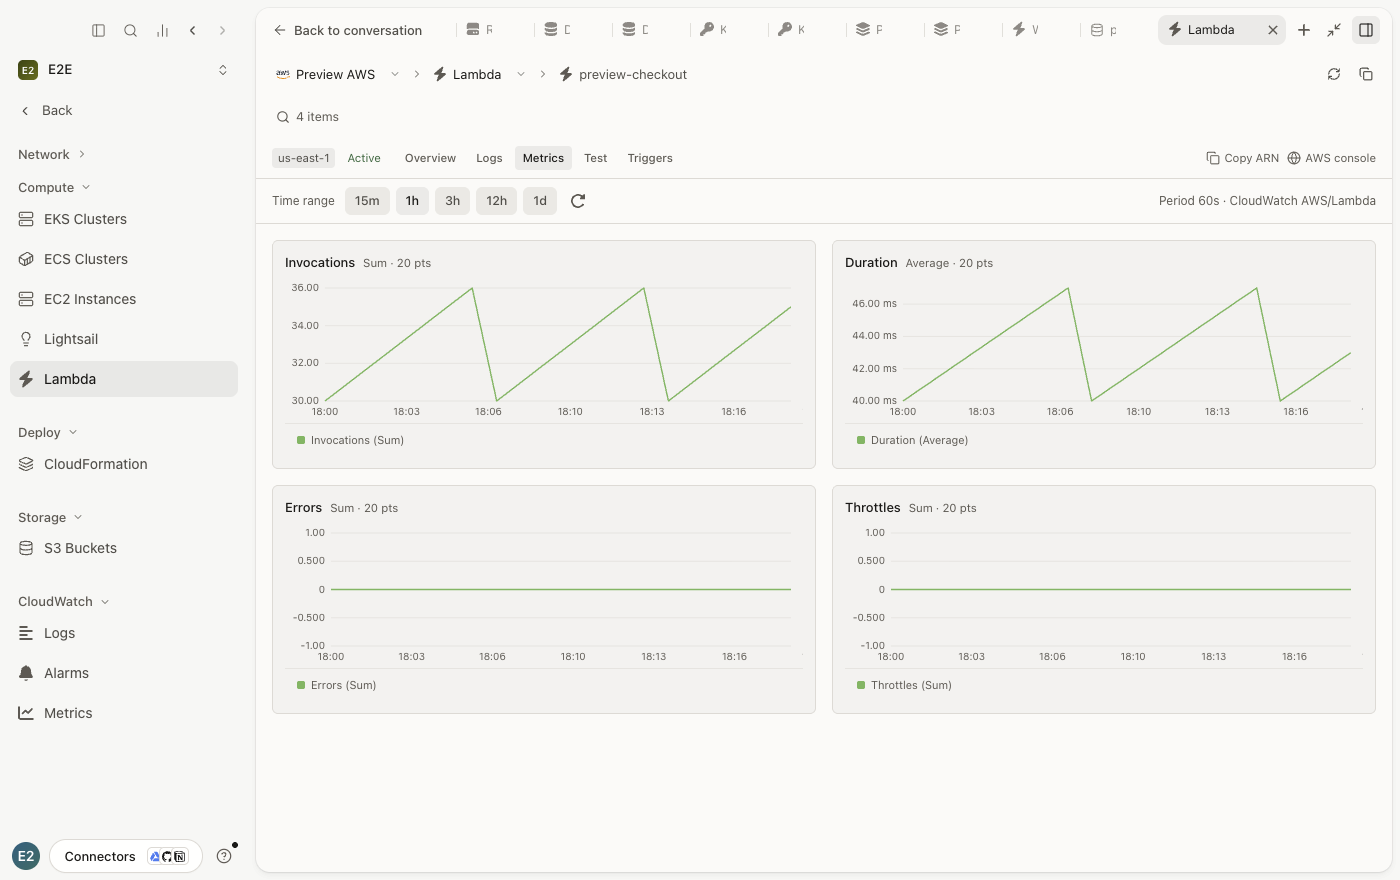 E2 E2E
Back
Network
Compute
EKS Clusters
ECS Clusters
EC2 Instances
Lightsail
Lambda
Deploy
CloudFormation
Storage
S3 Buckets
CloudWatch
Logs
Alarms
Metrics
E2 Connectors
Back to conversation
K K
Lambda
aws Preview AWS Lambda preview-checkout
4 items
us-east-1 Active Overview Logs Metrics Test Triggers Copy ARN AWS console
Time range 15m 1h 3h 12h 1d Period 60s · CloudWatch AWS/Lambda
Invocations Sum · 20 pts
36.00
34.00
32.00
30.00
18:00 18:03 18:06 18:10 18:13 18:16
Invocations (Sum)
Duration Average · 20 pts
46.00 ms
44.00 ms
42.00 ms
40.00 ms
18:00 18:03 18:06 18:10 18:13 18:16
Duration (Average)
Errors Sum · 20 pts
1.00
0.500
0
-0.500
-1.00
18:00 18:03 18:06 18:10 18:13 18:16
Errors (Sum)
Throttles Sum · 20 pts
1.00
0.500
0
-0.500
-1.00
18:00 18:03 18:06 18:10 18:13 18:16
Throttles (Sum)